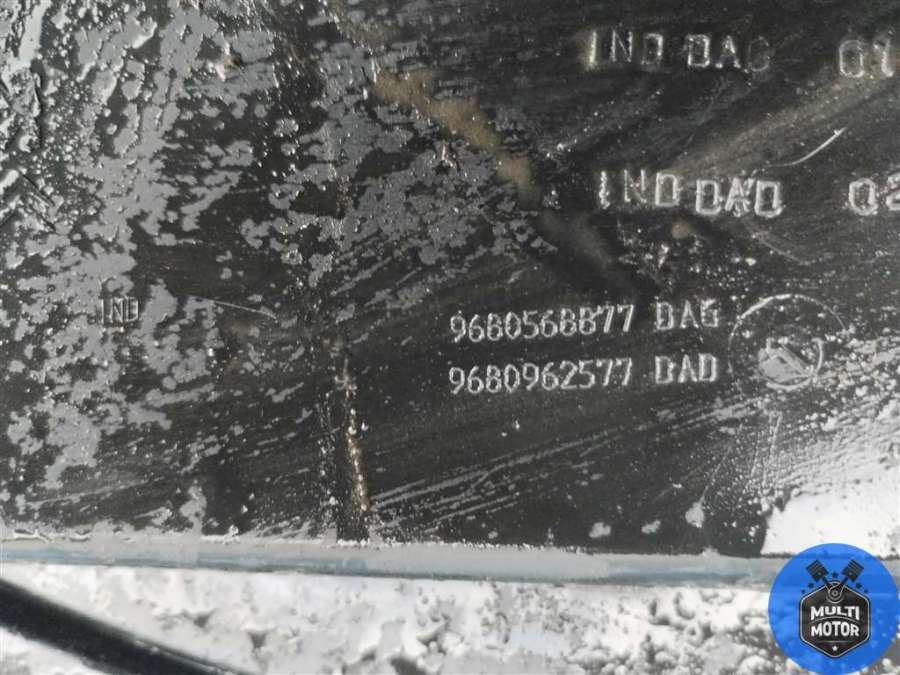 IND DAG 01
IND DAD 02
IND
9680568877 DAG
9680962577 DAD
MULTI
MOTOR